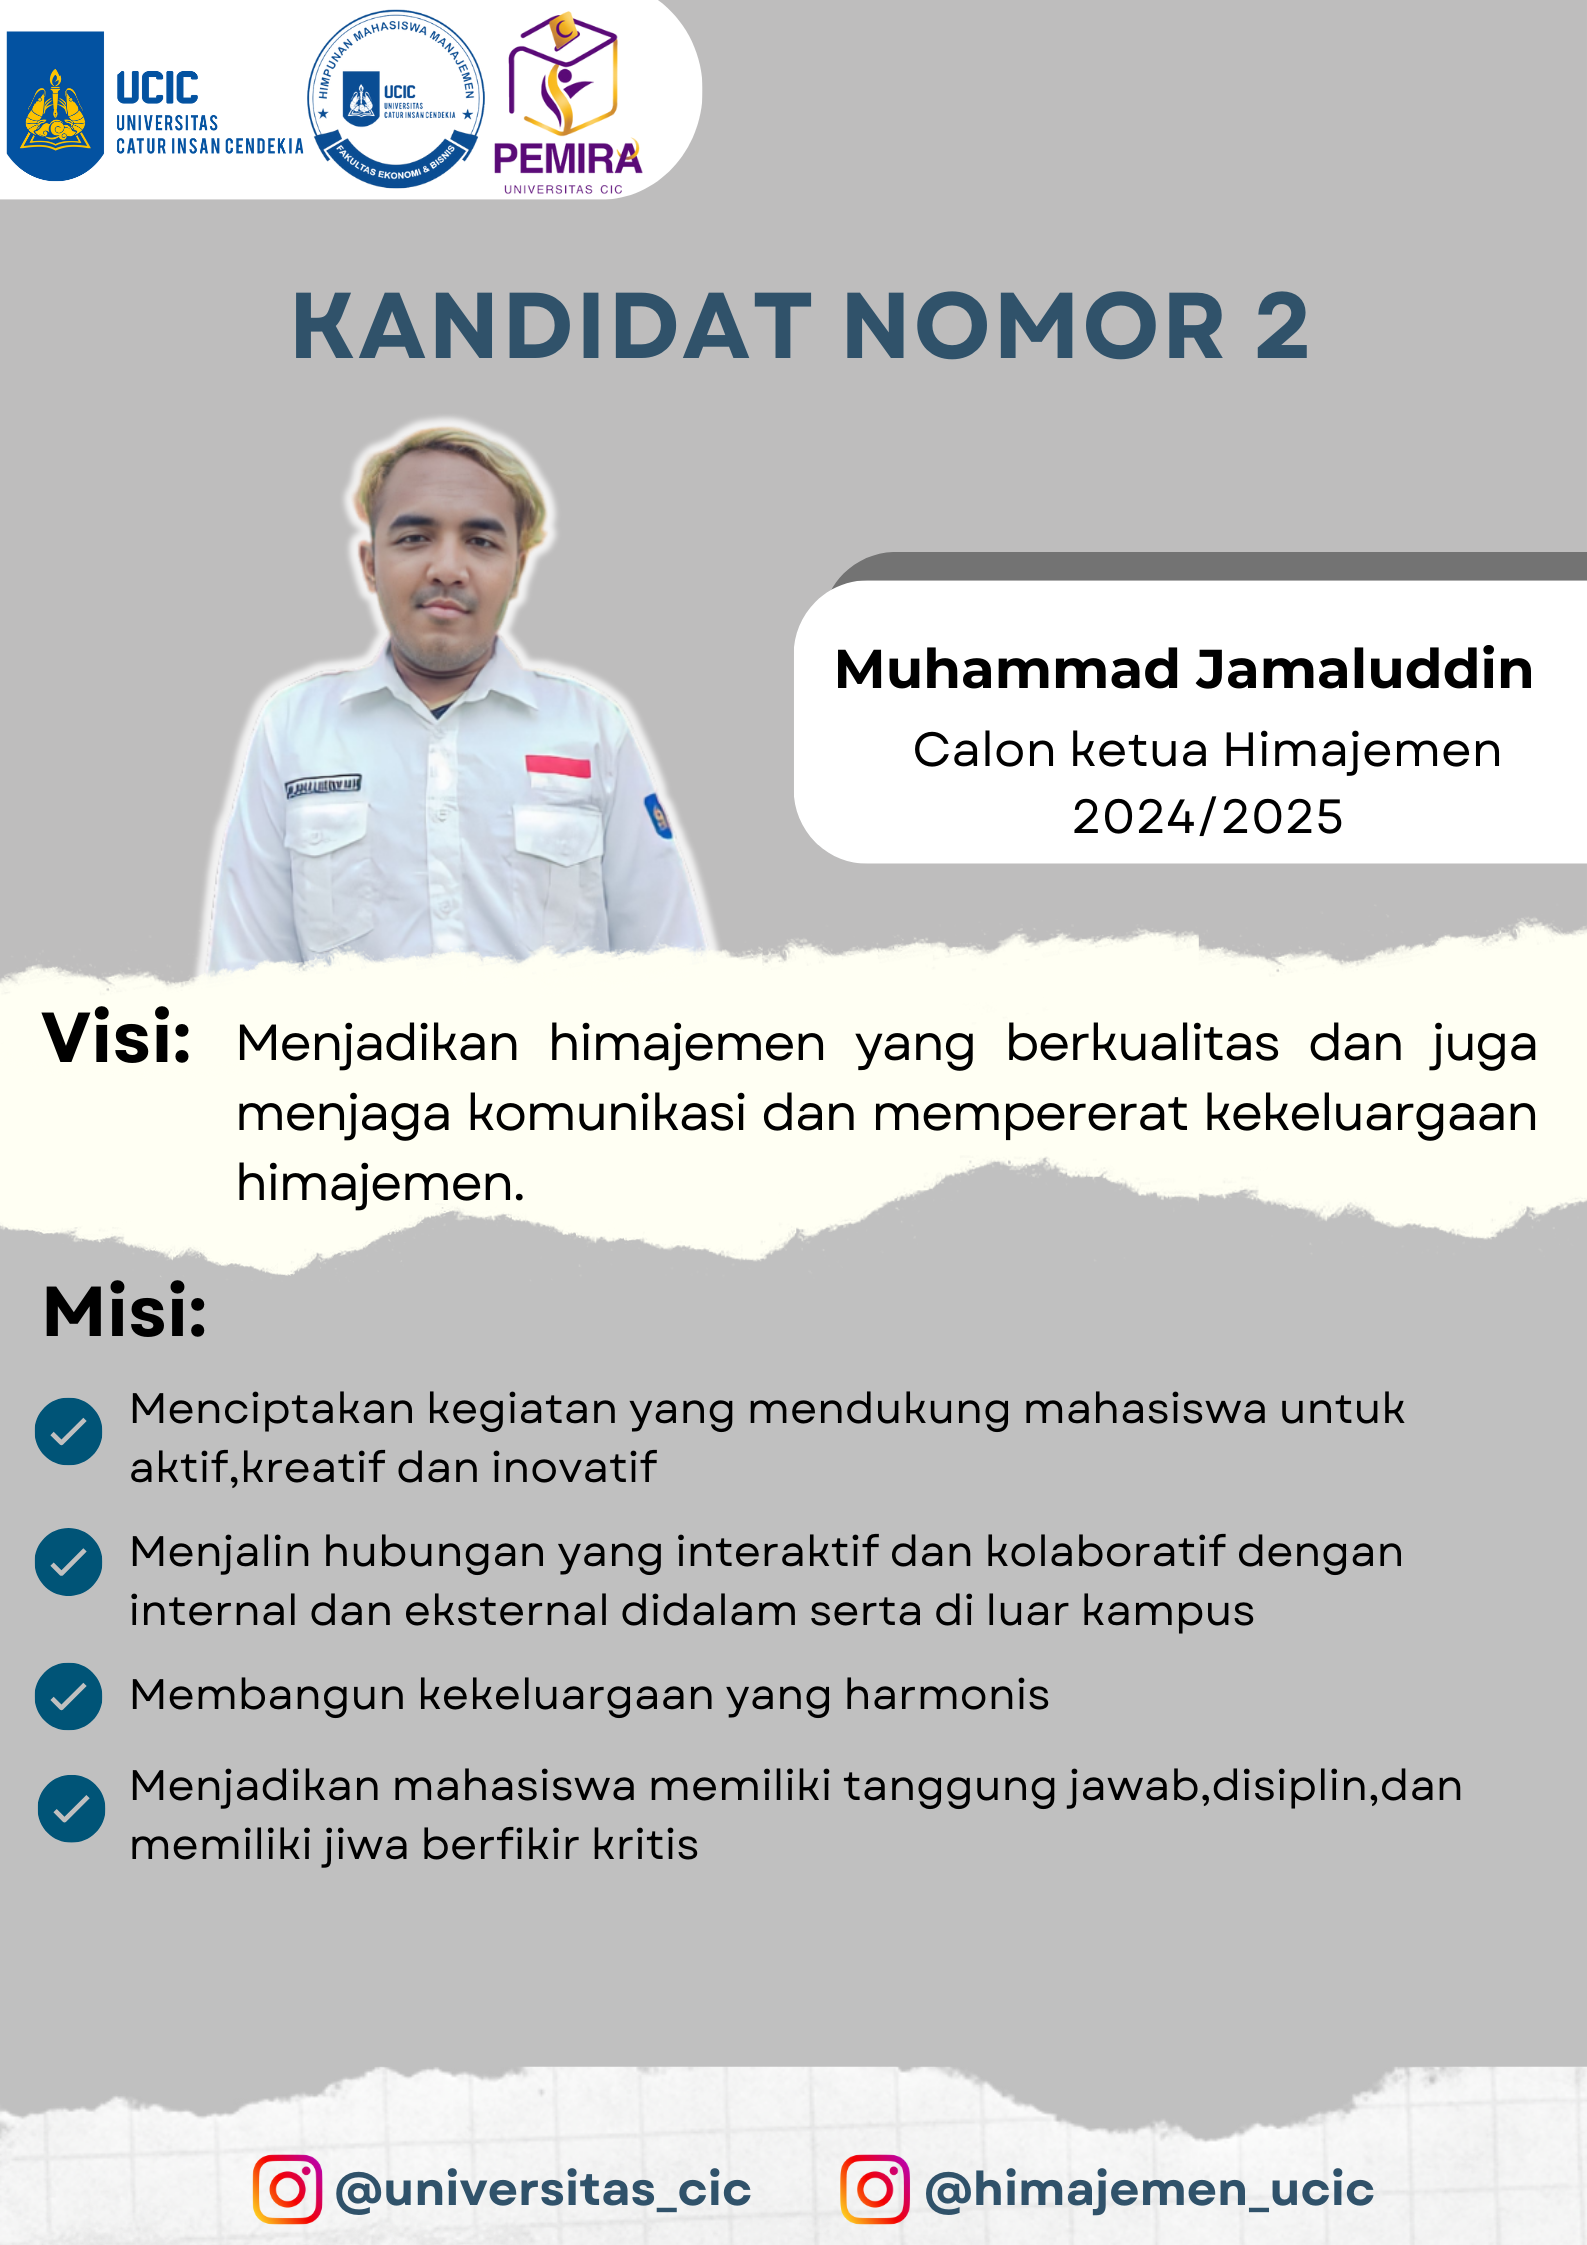 UCIC
UNIVERSITAS
CATUR INSAN CENDEKIA
HIMPUNAN MAHASISWA MANAJEMEN
UCIC
UNIVERSITAS
CATUR INSAN CENDEKIA
FAKULTAS EKONOMI & BISNIS
PEMIRA
UNIVERSITAS CIC
KANDIDAT NOMOR 2
Muhammad Jamaluddin
Calon ketua Himajemen
2024/2025
Visi:
Menjadikan himajemen yang berkualitas dan juga
menjaga komunikasi dan mempererat kekeluargaan
himajemen.
Misi:
Menciptakan kegiatan yang mendukung mahasiswa untuk
aktif,kreatif dan inovatif
Menjalin hubungan yang interaktif dan kolaboratif dengan
internal dan eksternal didalam serta di luar kampus
Membangun kekeluargaan yang harmonis
Menjadikan mahasiswa memiliki tanggung jawab,disiplin,dan
memiliki jiwa berfikir kritis
@universitas_cic
@himajemen_ucic